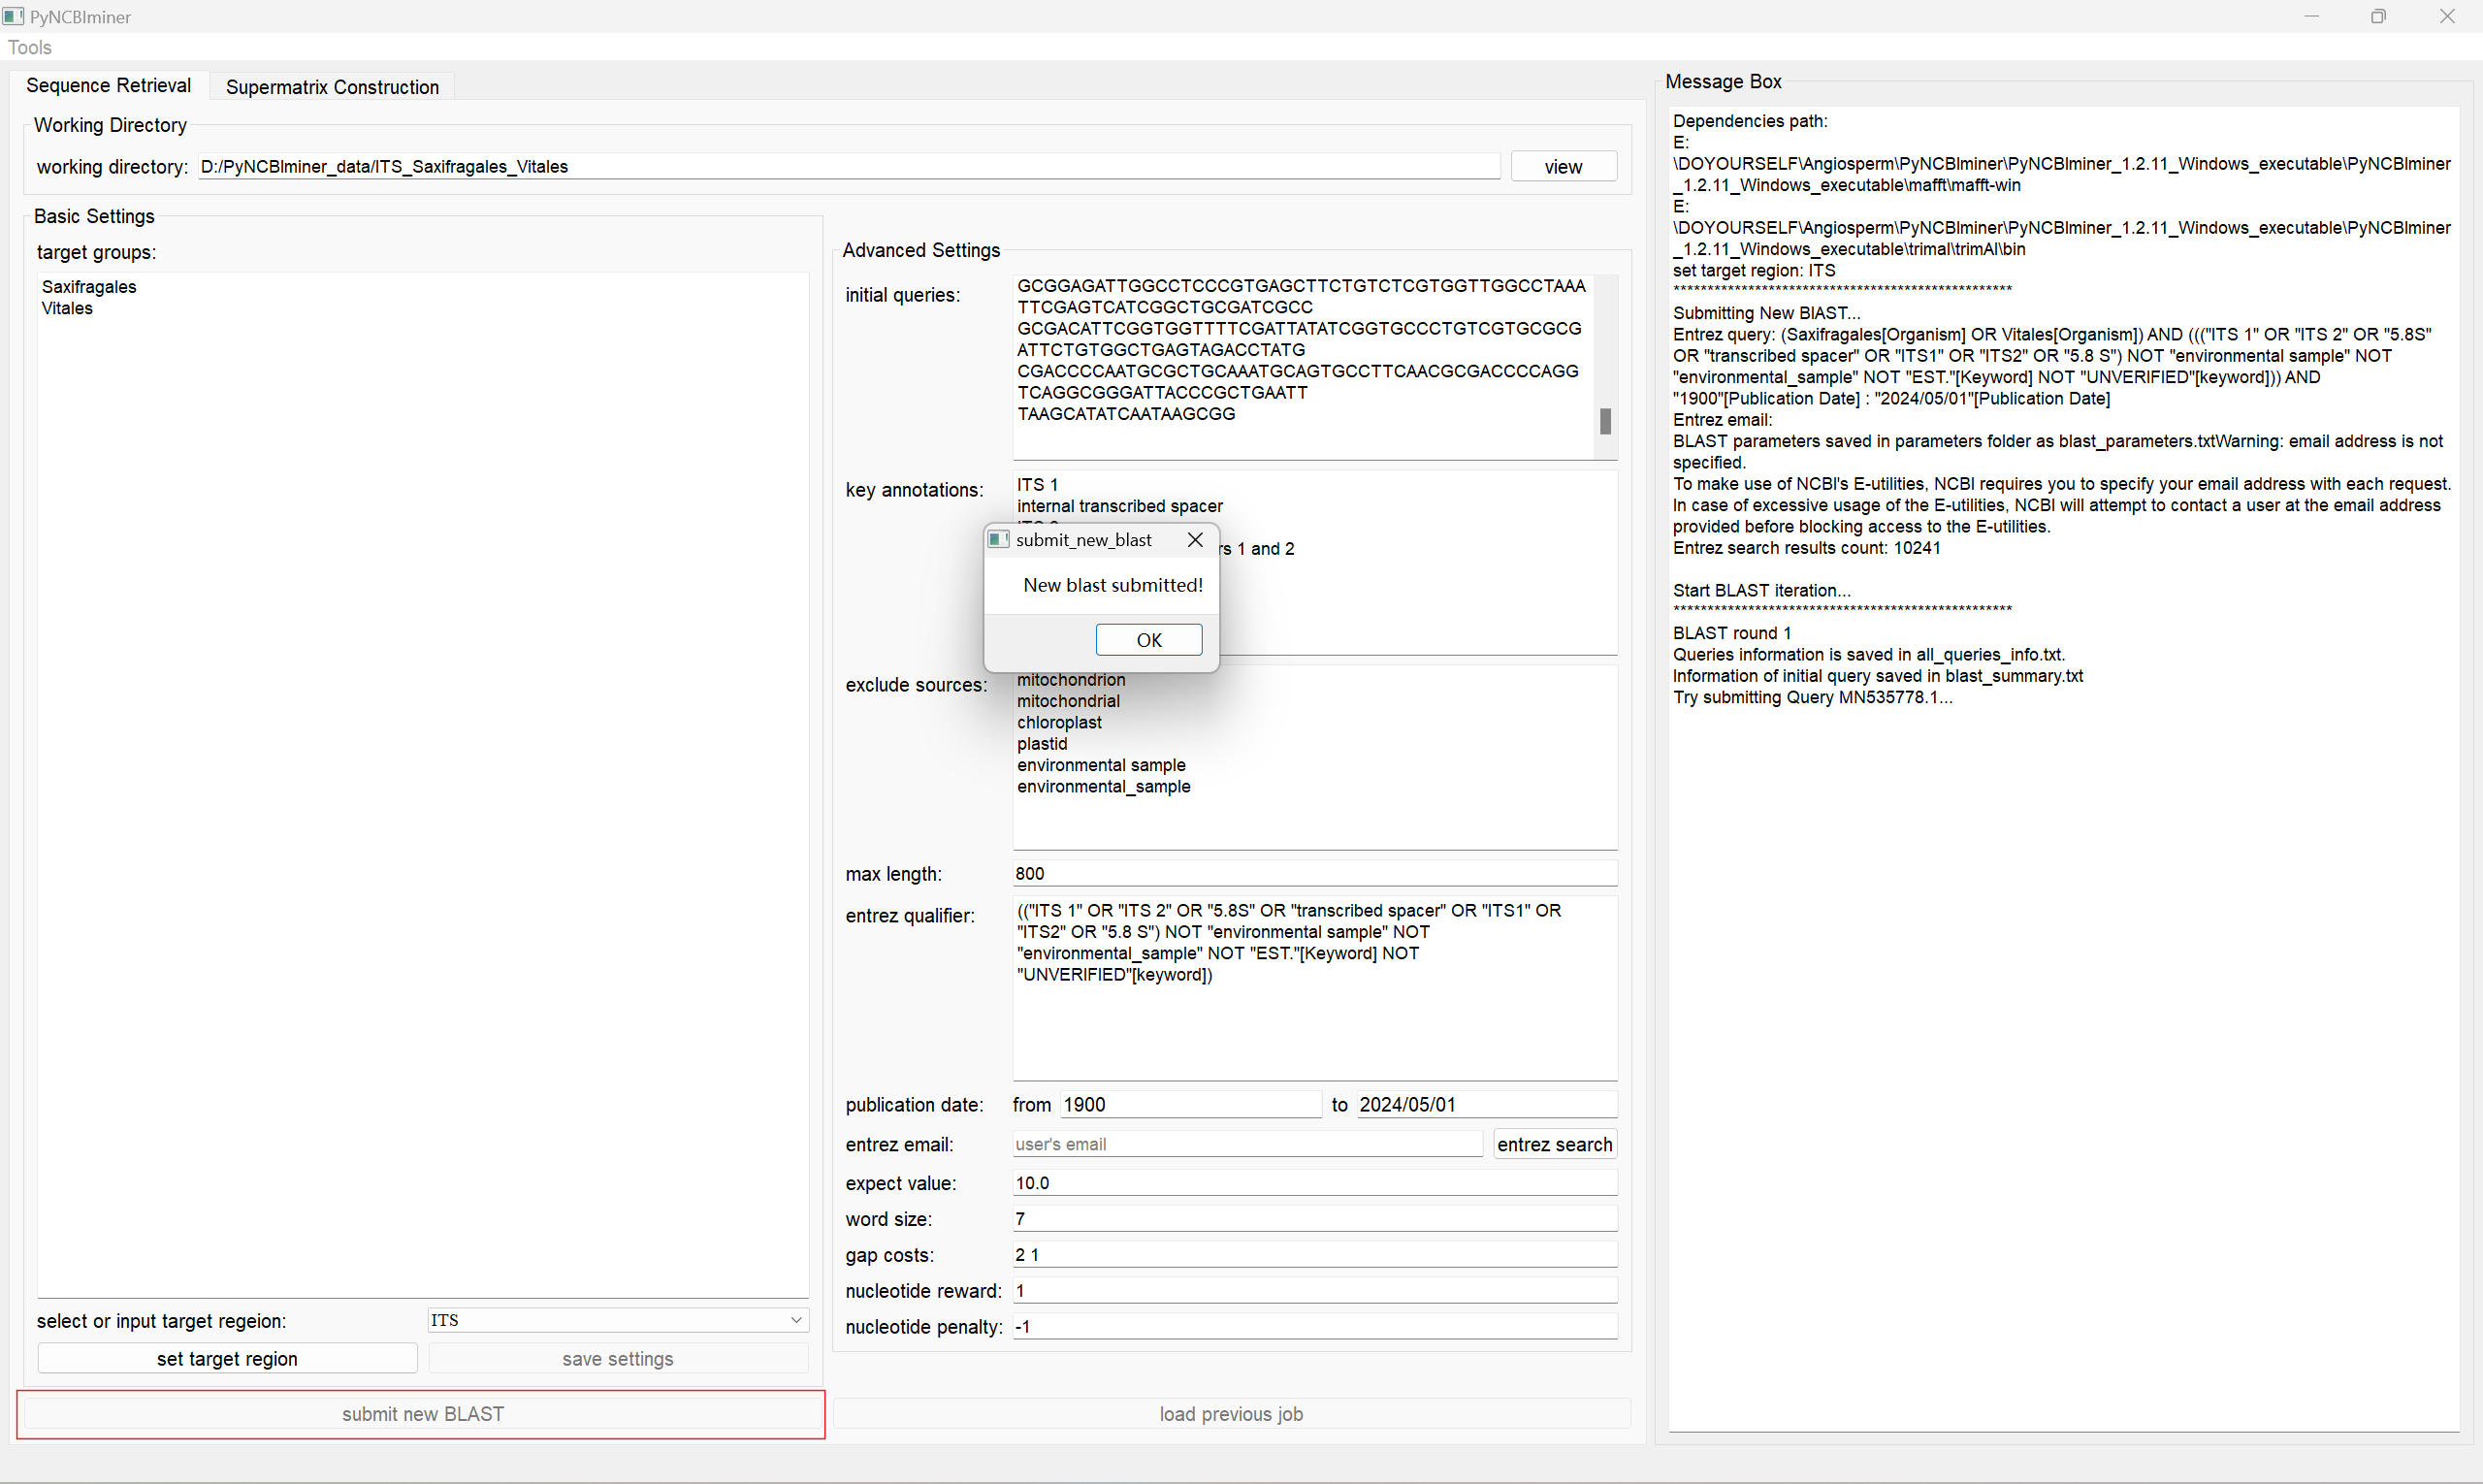 PyNCBIminer
Tools
Sequence Retrieval
Supermatrix Construction
Working Directory
working directory:
D:/PyNCBIminer_data/ITS_Saxifragales_Vitales
view
Basic Settings
target groups:
Saxifragales
Vitales
select or input target regeion:
ITS
set target region
save settings
submit new BLAST
Advanced Settings
initial queries:
GCGGAGATTGGCCTCCCGTGAGCTTCTGTCTCGTGGTTGGCCTAAA
TTCGAGTCATCGGCTGCGATCGCC
GCGACATTCGGTGGTTTTCGATTATATCGGTGCCCTGTCGTGCGCG
ATTCTGTGGCTGAGTAGACCTATG
CGACCCCAATGCGCTGCAAATGCAGTGCCTTCAACGCGACCCCAGG
TCAGGCGGGATTACCCGCTGAATT
TAAGCATATCAATAAGCGG
key annotations:
ITS 1
internal transcribed spacer
rs 1 and 2
submit_new_blast
New blast submitted!
OK
exclude sources:
mitochondrion
mitochondrial
chloroplast
plastid
environmental sample
environmental_sample
max length:
800
entrez qualifier:
(("ITS 1" OR "ITS 2" OR "5.8S" OR "transcribed spacer" OR "ITS1" OR
"ITS2" OR "5.8 S") NOT "environmental sample" NOT
"environmental_sample" NOT "EST."[Keyword] NOT
"UNVERIFIED"[keyword])
publication date:
from 1900 to 2024/05/01
entrez email:
user's email
entrez search
expect value:
10.0
word size:
7
gap costs:
2 1
nucleotide reward:
1
nucleotide penalty:
-1
load previous job
Message Box
Dependencies path:
E:
\DOYOURSELF\Angiosperm\PyNCBIminer\PyNCBIminer_1.2.11_Windows_executable\PyNCBIminer
_1.2.11_Windows_executable\mafft\mafft-win
E:
\DOYOURSELF\Angiosperm\PyNCBIminer\PyNCBIminer_1.2.11_Windows_executable\PyNCBIminer
_1.2.11_Windows_executable\trimal\trimAl\bin
set target region: ITS
**************************************************
Submitting New BlAST...
Entrez query: (Saxifragales[Organism] OR Vitales[Organism]) AND ((("ITS 1" OR "ITS 2" OR "5.8S"
OR "transcribed spacer" OR "ITS1" OR "ITS2" OR "5.8 S") NOT "environmental sample" NOT
"environmental_sample" NOT "EST."[Keyword] NOT "UNVERIFIED"[keyword])) AND
"1900"[Publication Date] : "2024/05/01"[Publication Date]
Entrez email:
BLAST parameters saved in parameters folder as blast_parameters.txtWarning: email address is not
specified.
To make use of NCBI's E-utilities, NCBI requires you to specify your email address with each request.
In case of excessive usage of the E-utilities, NCBI will attempt to contact a user at the email address
provided before blocking access to the E-utilities.
Entrez search results count: 10241
Start BLAST iteration...
**************************************************
BLAST round 1
Queries information is saved in all_queries_info.txt.
Information of initial query saved in blast_summary.txt
Try submitting Query MN535778.1...